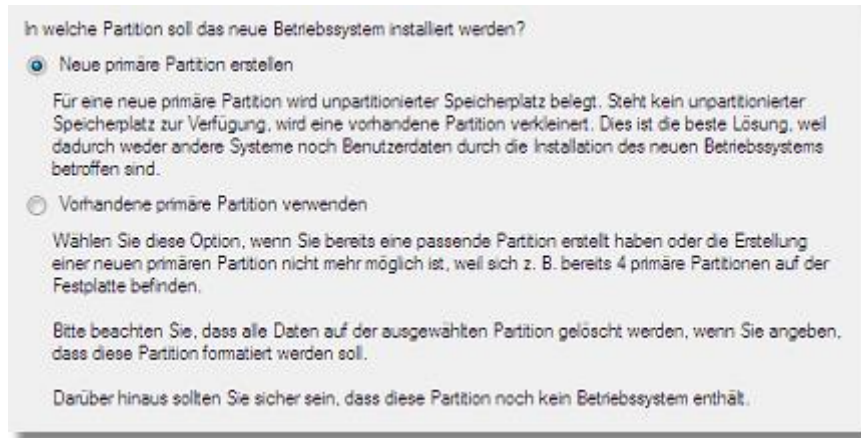 In welche Partition soll das neue Betriebssystem installiert werden?
Neue primäre Partition erstellen
Für eine neue primäre Partition wird unpartitionierter Speicherplatz belegt. Steht kein unpartitionierter
Speicherplatz zur Verfügung, wird eine vorhandene Partition verkleinert. Dies ist die beste Lösung, weil
dadurch weder andere Systeme noch Benutzerdaten durch die Installation des neuen Betriebssystems
betroffen sind.
Vorhandene primäre Partition verwenden
Wählen Sie diese Option, wenn Sie bereits eine passende Partition erstellt haben oder die Erstellung
einer neuen primären Partition nicht mehr möglich ist, weil sich z. B. bereits 4 primäre Partitionen auf der
Festplatte befinden.
Bitte beachten Sie, dass alle Daten auf der ausgewählten Partition gelöscht werden, wenn Sie angeben,
dass diese Partition formatiert werden soll.
Darüber hinaus sollten Sie sicher sein, dass diese Partition noch kein Betriebssystem enthält.